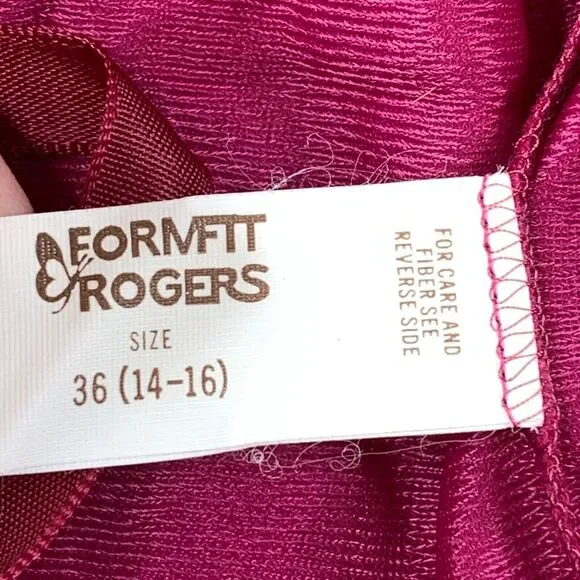 FORMFIT
ROGERS
SIZE
36 (14-16)
FOR CARE AND
FIBER SEE
REVERSE SIDE